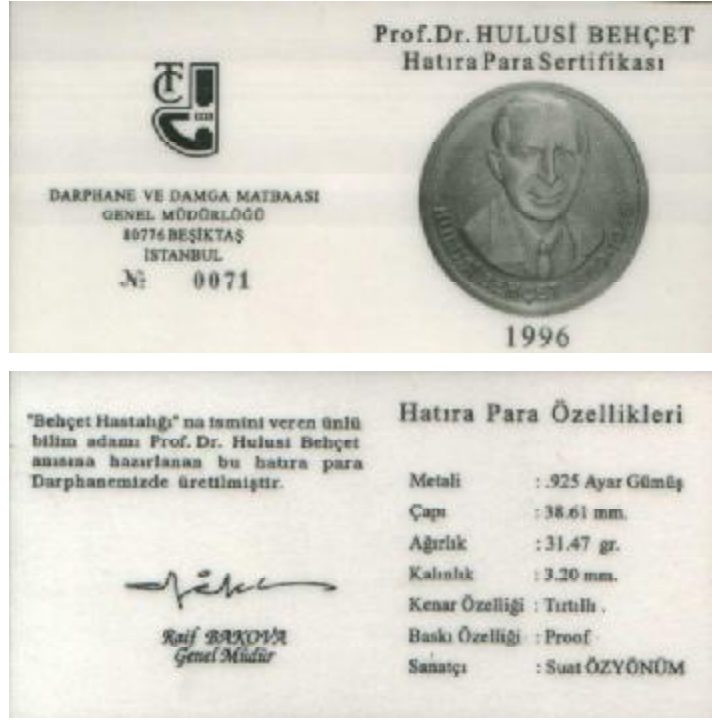 TC
DARPHANE VE DAMGA MATBAASI
GENEL MÜDÜRLÜĞÜ
80776 BEŞİKTAŞ
İSTANBUL
№: 0071
Prof.Dr. HULUSİ BEHÇET
Hatıra Para Sertifikası
1996
"Behçet Hastalığı" na ismini veren ünlü
bilim adamı Prof. Dr. Hulusi Behçet
anısına hazırlanan bu hatıra para
Darphanemizde üretilmiştir.
Raif BAKOVA
Genel Müdür
Hatıra Para Özellikleri
Metali : .925 Ayar Gümüş
Çapı : 38.61 mm.
Ağırlık : 31.47 gr.
Kalınlık : 3.20 mm.
Kenar Özelliği : Tırtıllı .
Baskı Özelliği : Proof
Sanatçı : Suat ÖZYÖNÜM